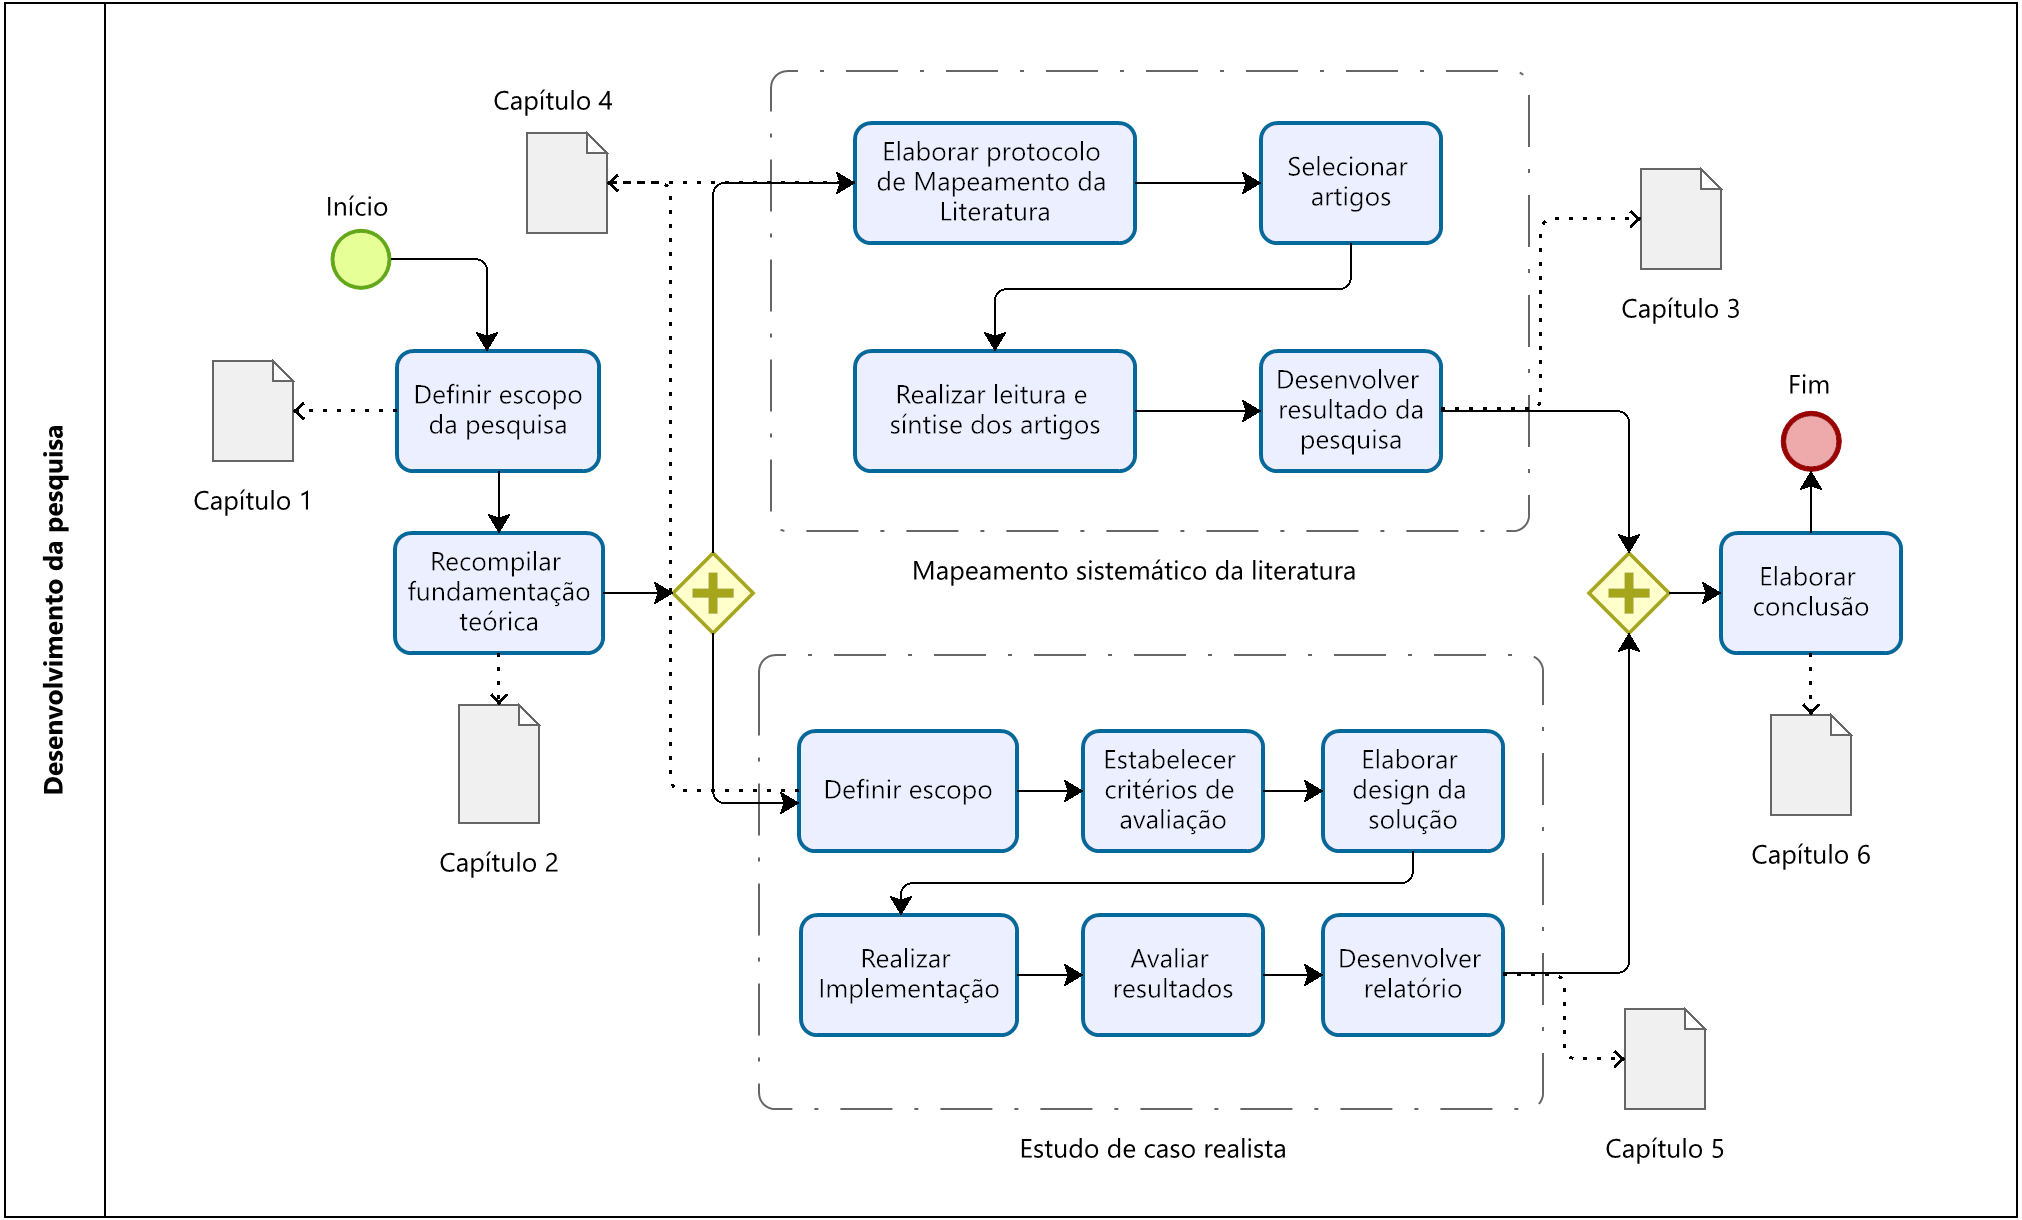 Desenvolvimento da pesquisa
Início
Capítulo 4
Definir escopo
da pesquisa
Capítulo 1
Recompilar
fundamentação
teórica
Capítulo 2
Elaborar protocolo
de Mapeamento da
Literatura
Selecionar
artigos
Realizar leitura e
síntise dos artigos
Desenvolver
resultado da
pesquisa
Mapeamento sistemático da literatura
Capítulo 3
Definir escopo
Estabelecer
critérios de
avaliação
Elaborar
design da
solução
Realizar
Implementação
Avaliar
resultados
Desenvolver
relatório
Estudo de caso realista
Capítulo 5
Fim
Elaborar
conclusão
Capítulo 6